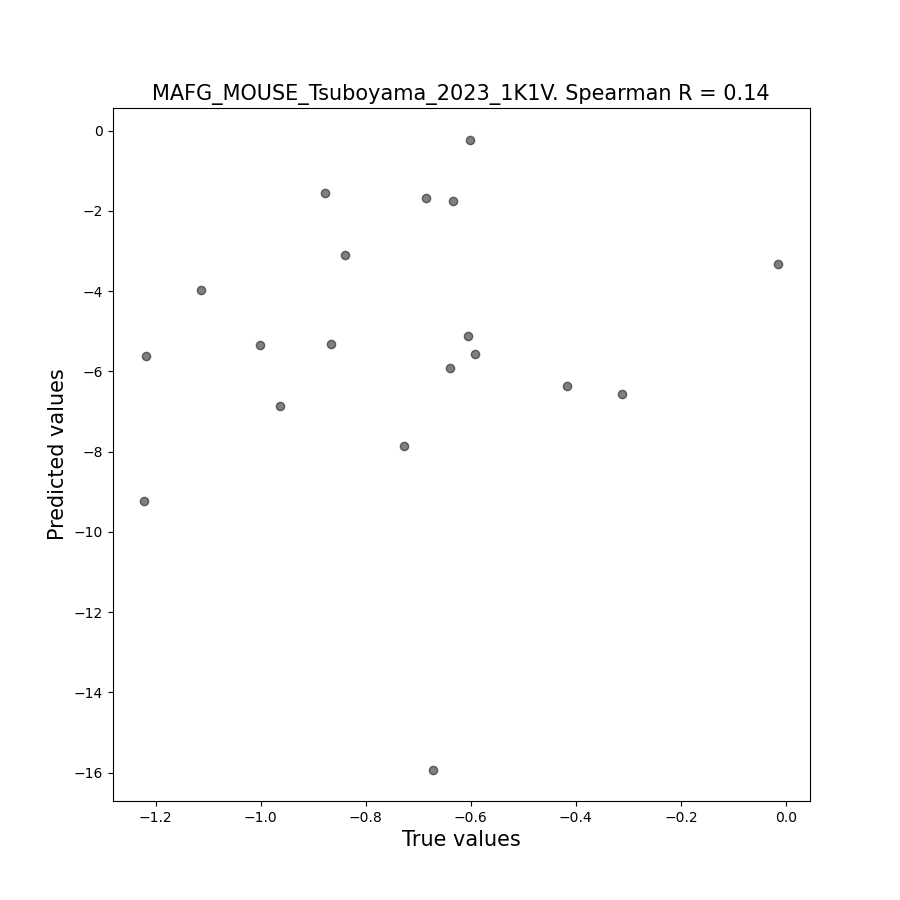 MAFG_MOUSE_Tsuboyama_2023_1K1V. Spearman R = 0.14
0
−2
−4
−6
−8
−10
−12
−14
−16
Predicted values
−1.2 −1.0 −0.8 −0.6 −0.4 −0.2 0.0
True values